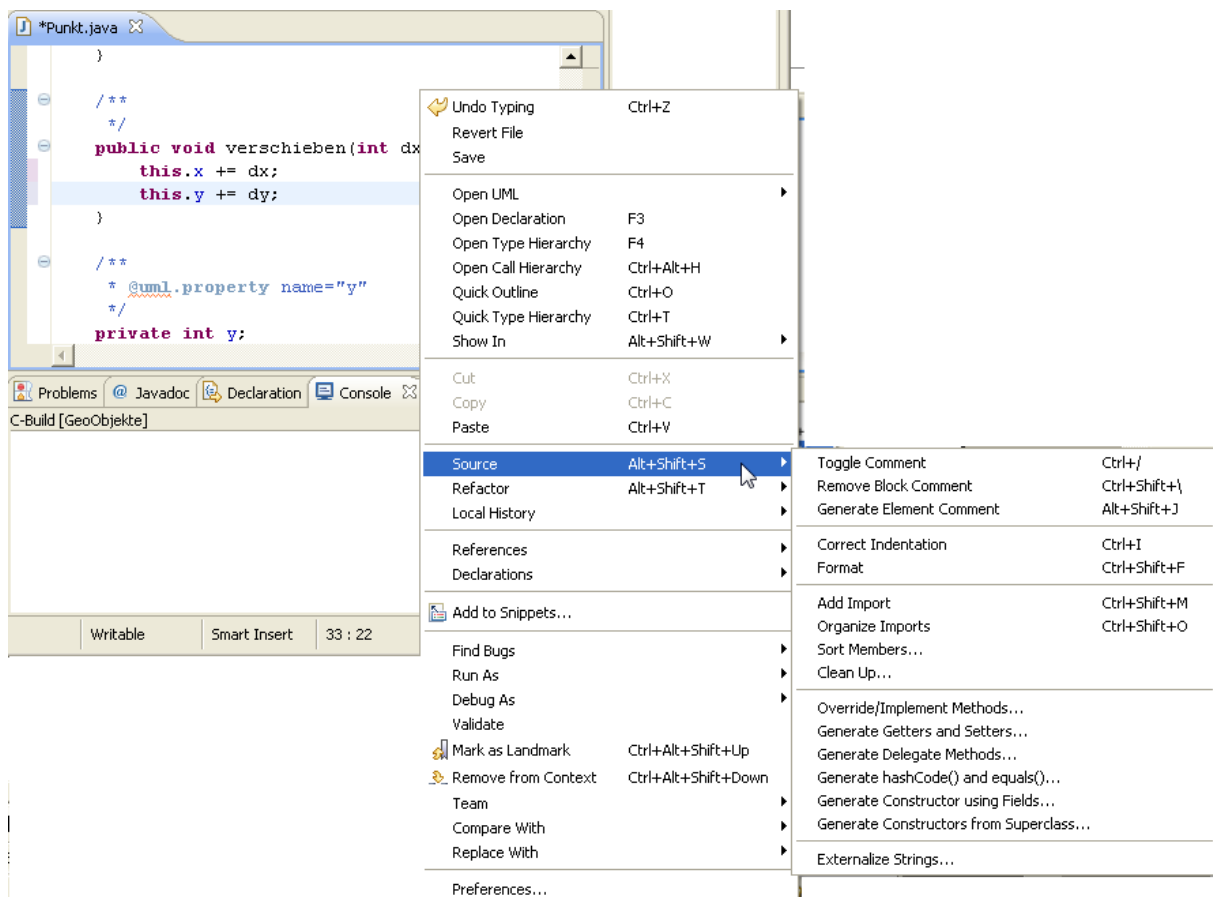 *Punkt.java
}
/**
*/
public void verschieben(int dx
this.x += dx;
this.y += dy;
}
/**
* @uml.property name="y"
*/
private int y;
Problems @ Javadoc Declaration Console
C-Build [GeoObjekte]
Writable Smart Insert 33 : 22
Undo Typing Ctrl+Z
Revert File
Save
Open UML
Open Declaration F3
Open Type Hierarchy F4
Open Call Hierarchy Ctrl+Alt+H
Quick Outline Ctrl+O
Quick Type Hierarchy Ctrl+T
Show In Alt+Shift+W
Cut Ctrl+X
Copy Ctrl+C
Paste Ctrl+V
Source Alt+Shift+S
Refactor Alt+Shift+T
Local History
References
Declarations
Add to Snippets...
Find Bugs
Run As
Debug As
Validate
Mark as Landmark Ctrl+Alt+Shift+Up
Remove from Context Ctrl+Alt+Shift+Down
Team
Compare With
Replace With
Preferences...
Toggle Comment Ctrl+/
Remove Block Comment Ctrl+Shift+\
Generate Element Comment Alt+Shift+J
Correct Indentation Ctrl+I
Format Ctrl+Shift+F
Add Import Ctrl+Shift+M
Organize Imports Ctrl+Shift+O
Sort Members...
Clean Up...
Override/Implement Methods...
Generate Getters and Setters...
Generate Delegate Methods...
Generate hashCode() and equals()...
Generate Constructor using Fields...
Generate Constructors from Superclass...
Externalize Strings...